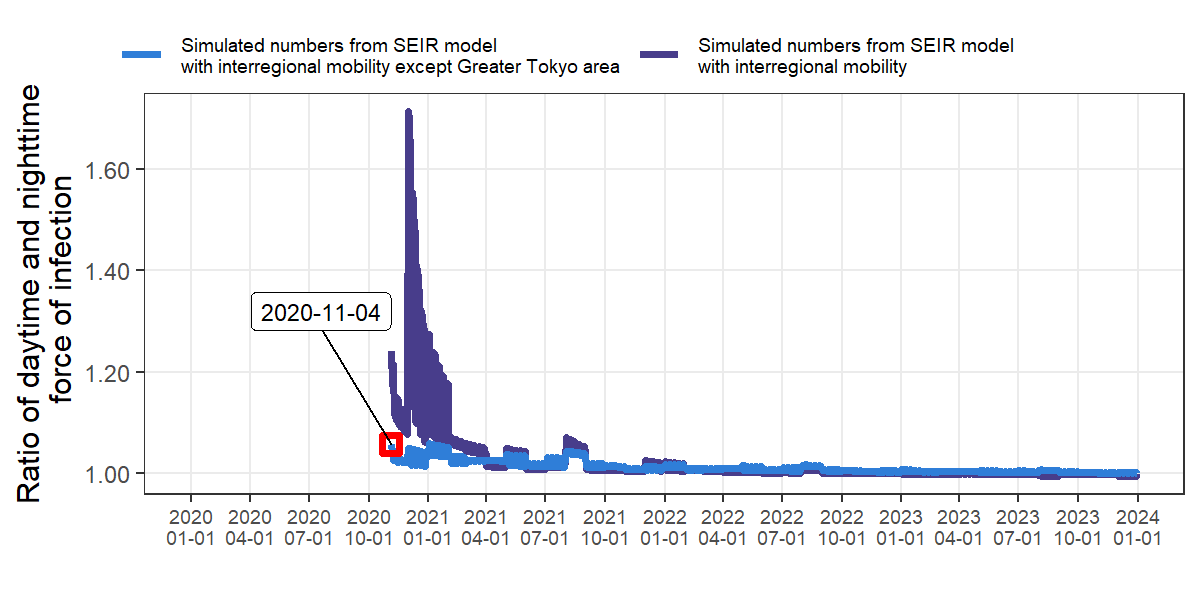 Simulated numbers from SEIR model
with interregional mobility except Greater Tokyo area
Simulated numbers from SEIR model
with interregional mobility
Ratio of daytime and nighttime
force of infection
1.60
1.40
1.20
1.00
2020-11-04
2020 2020 2020 2020 2021 2021 2021 2021 2022 2022 2022 2022 2023 2023 2023 2023 2024
01-01 04-01 07-01 10-01 01-01 04-01 07-01 10-01 01-01 04-01 07-01 10-01 01-01 04-01 07-01 10-01 01-01